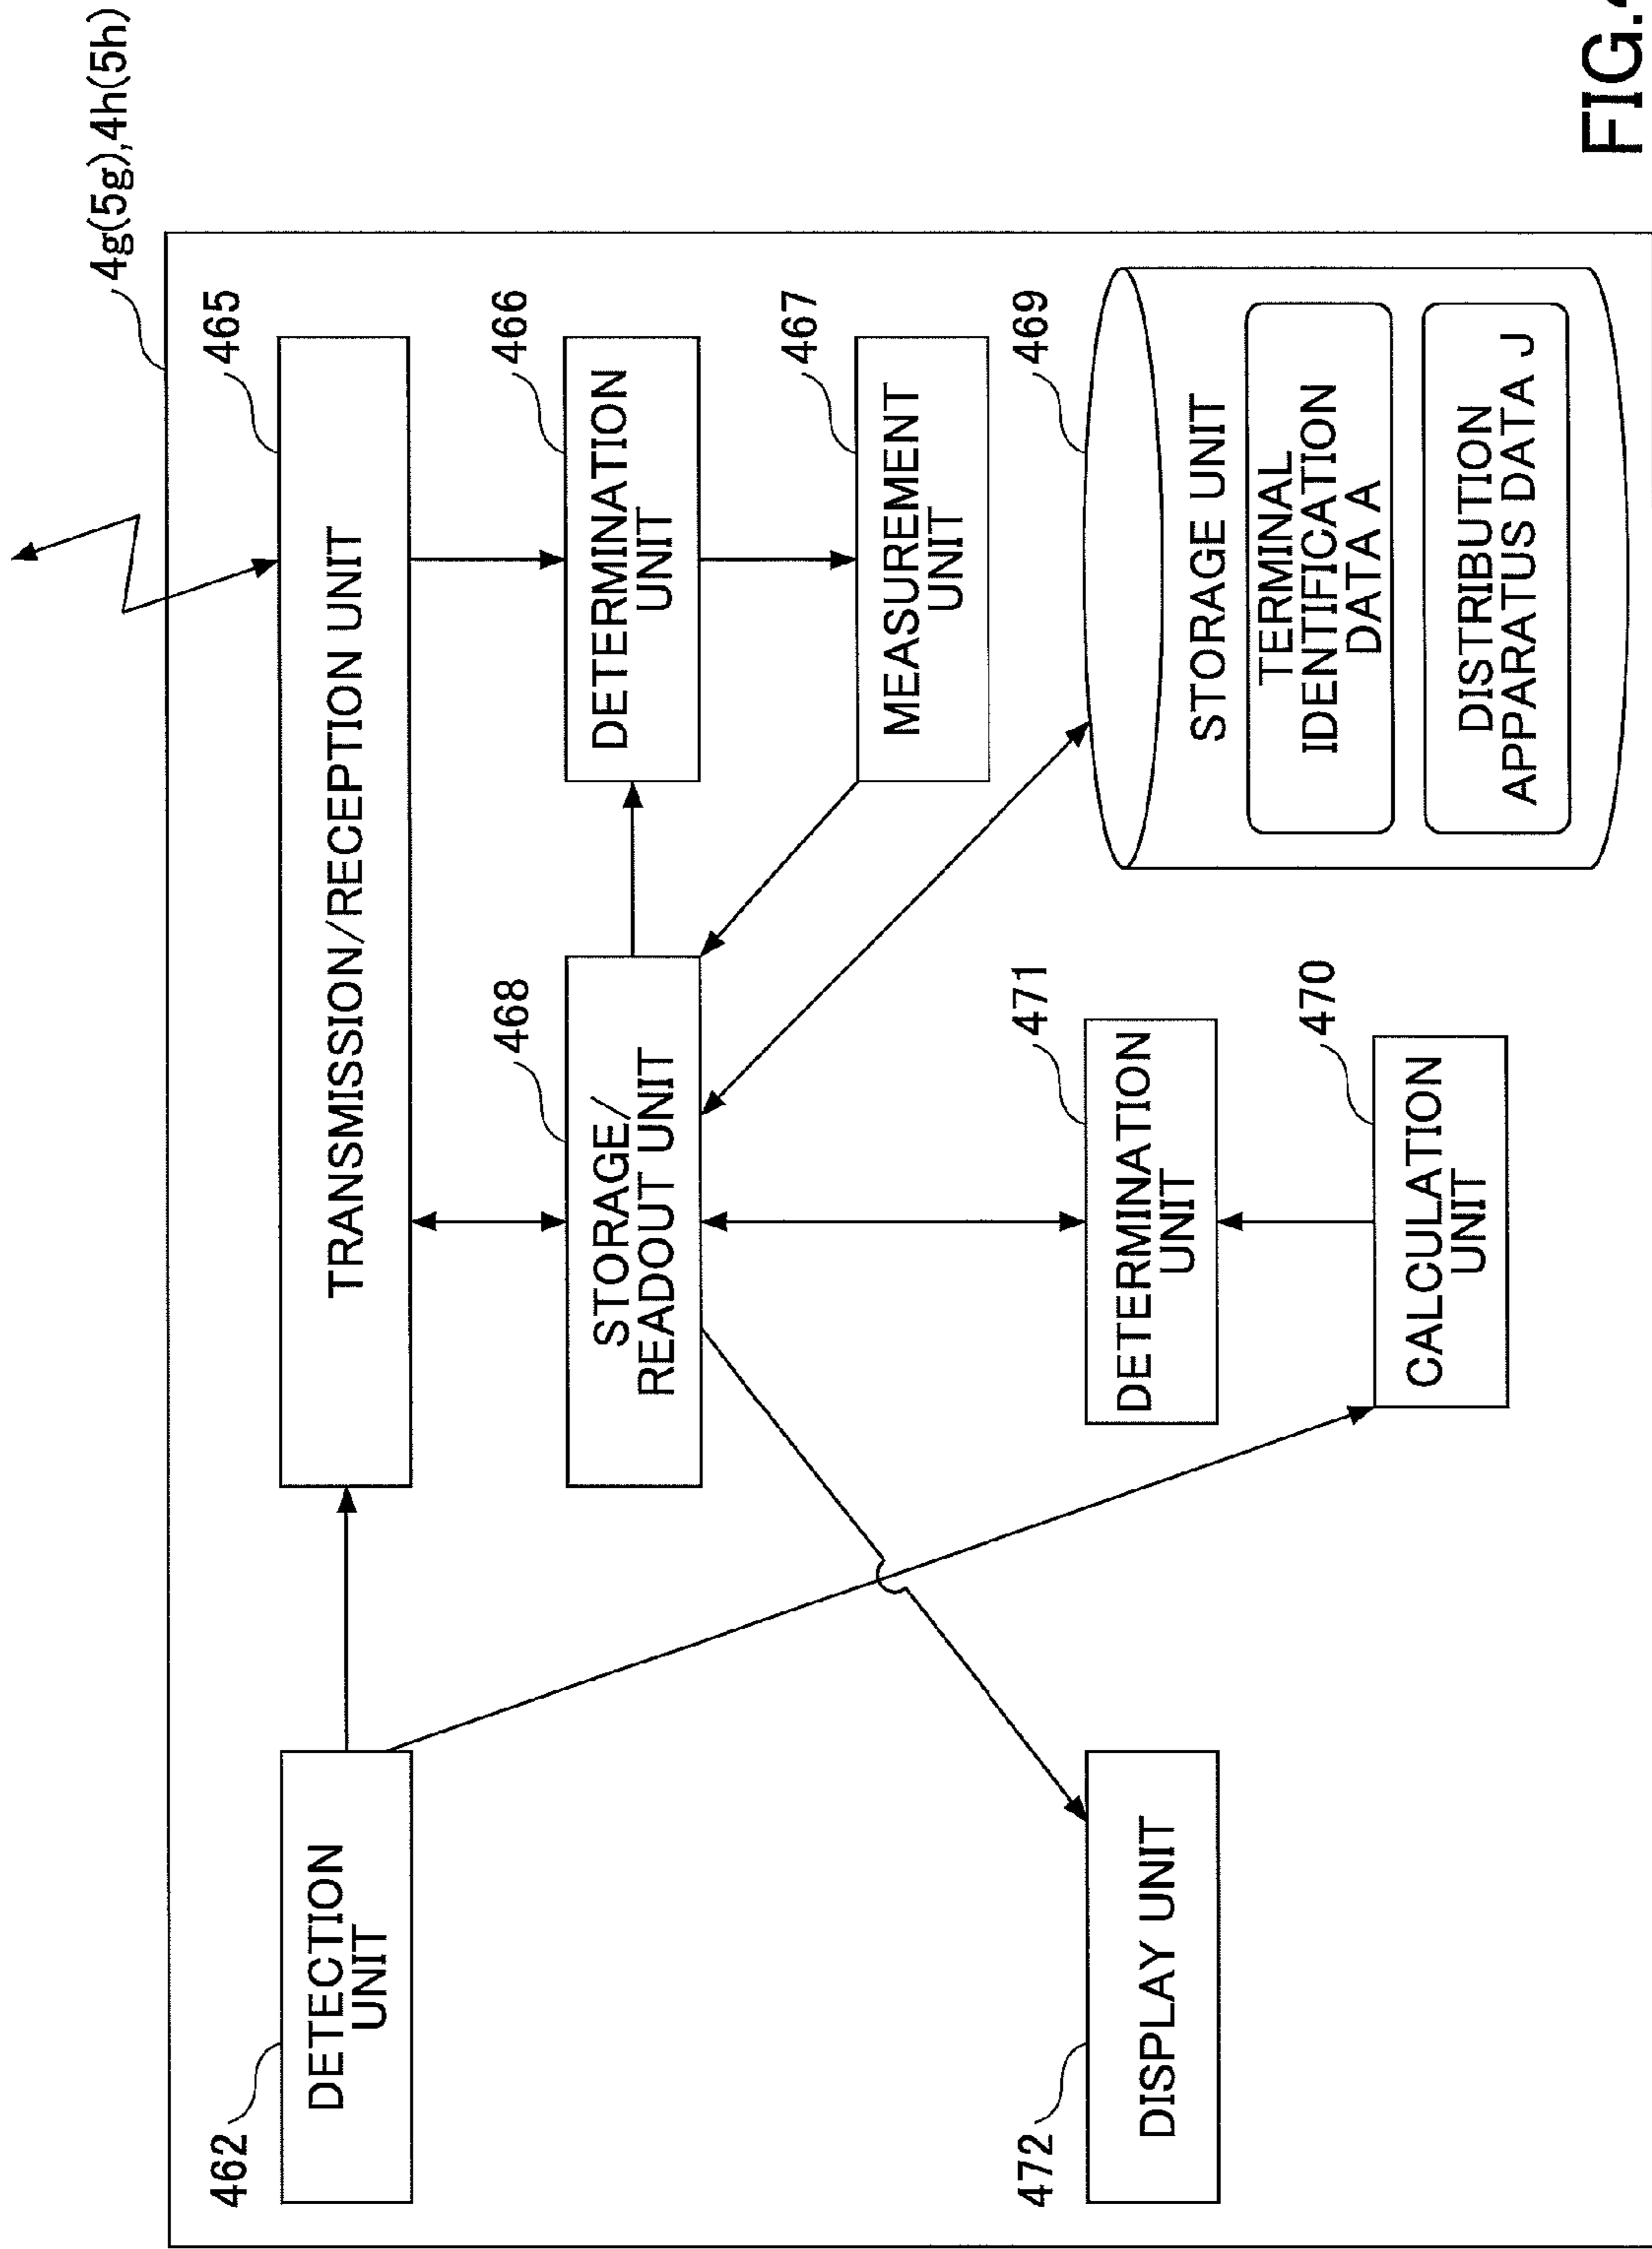 4g(5g),4h(5h)
462
DETECTION
UNIT
465
TRANSMISSION/RECEPTION UNIT
468
STORAGE/
READOUT UNIT
466
DETERMINATION
UNIT
467
MEASUREMENT
UNIT
472
DISPLAY UNIT
471
DETERMINATION
UNIT
470
CALCULATION
UNIT
469
STORAGE UNIT
TERMINAL
IDENTIFICATION
DATA A
DISTRIBUTION
APPARATUS DATA J
FIG.